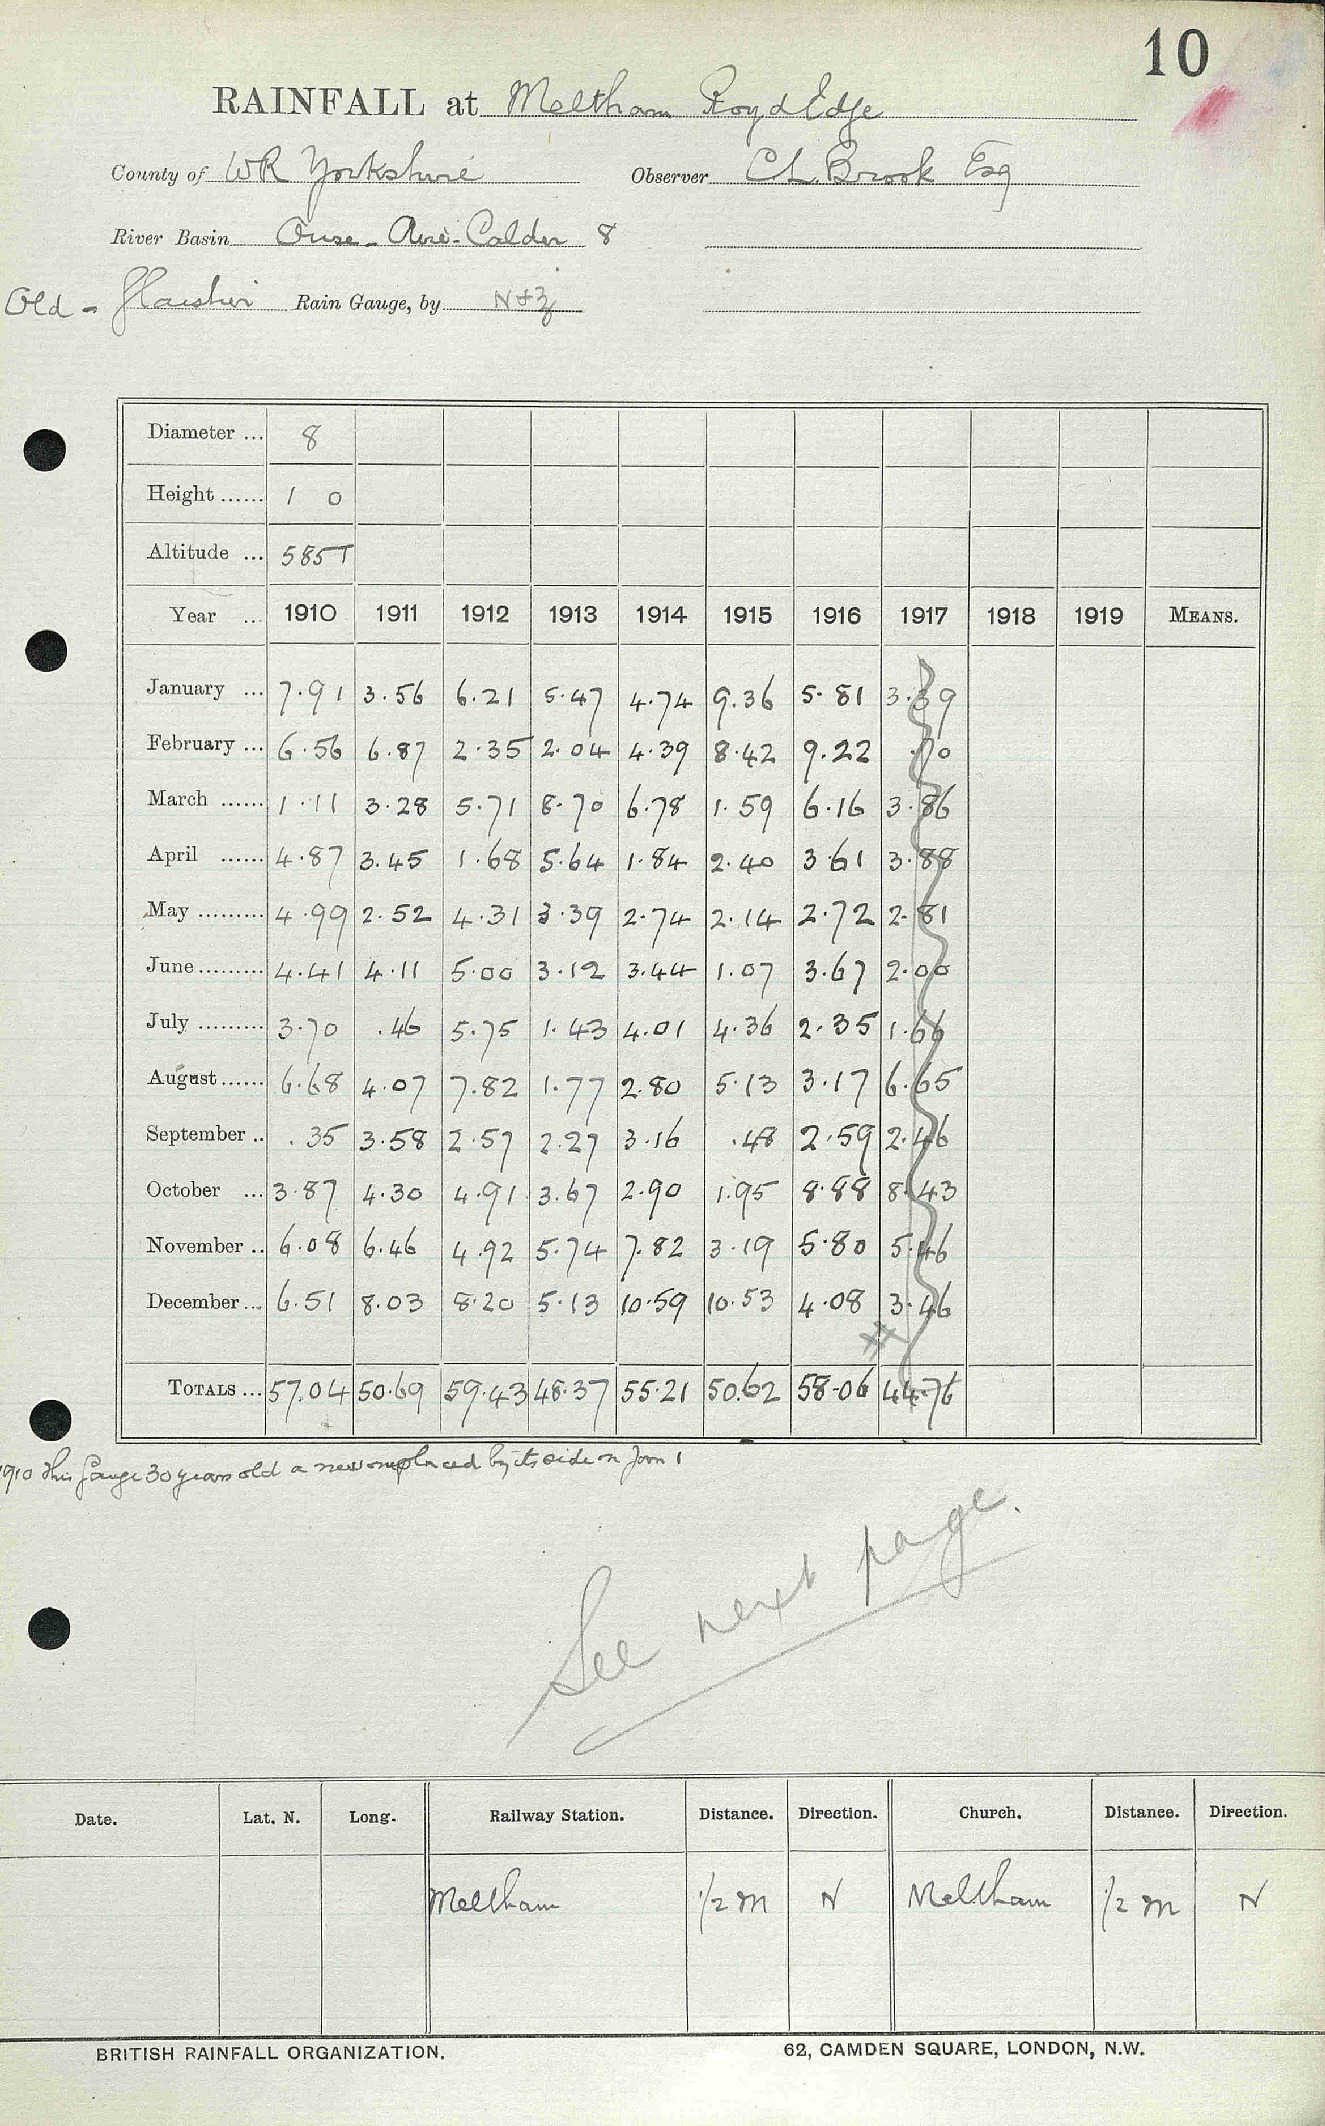 10
RAINFALL at Meltham Royd Edge
County of WR Yorkshire Observer C L. Brook Esq
River Basin Ouse - Aire - Calder 8
Old - Glaisher Rain Gauge, by N & Z
Diameter ... 8
Height ...... 1 0
Altitude ... 585T
Year ... 1910 1911 1912 1913 1914 1915 1916 1917 1918 1919 MEANS.
January ... 7.91 3.56 6.21 5.47 4.74 9.36 5.81 3.39
February ... 6.56 6.87 2.35 2.04 4.39 8.42 9.22 .70
March ...... 1.11 3.28 5.71 8.70 6.78 1.59 6.16 3.86
April ...... 4.87 3.45 1.68 5.64 1.84 2.40 3.61 3.88
May ......... 4.99 2.52 4.31 3.39 2.74 2.14 2.72 2.81
June ......... 4.41 4.11 5.00 3.12 3.44 1.07 3.67 2.00
July ......... 3.70 .46 5.75 1.43 4.01 4.36 2.35 1.66
August ...... 6.68 4.07 7.82 1.77 2.80 5.13 3.17 6.65
September .. .35 3.58 2.57 2.27 3.16 .48 2.59 2.46
October ... 3.87 4.30 4.91 3.67 2.90 1.95 8.88 8.43
November .. 6.08 6.46 4.92 5.74 7.82 3.19 5.80 5.46
December ... 6.51 8.03 8.20 5.13 10.59 10.53 4.08 3.46
TOTALS ... 57.04 50.69 59.43 48.37 55.21 50.62 58.06 44.76
1910 This gauge 30 years old a new one placed by its side on Jan 1
See next page.
Date. Lat. N. Long. Railway Station. Distance. Direction. Church. Distance. Direction.
Meltham 1/2 m N Meltham 1/2 m N
BRITISH RAINFALL ORGANIZATION. 62, CAMDEN SQUARE, LONDON, N.W.